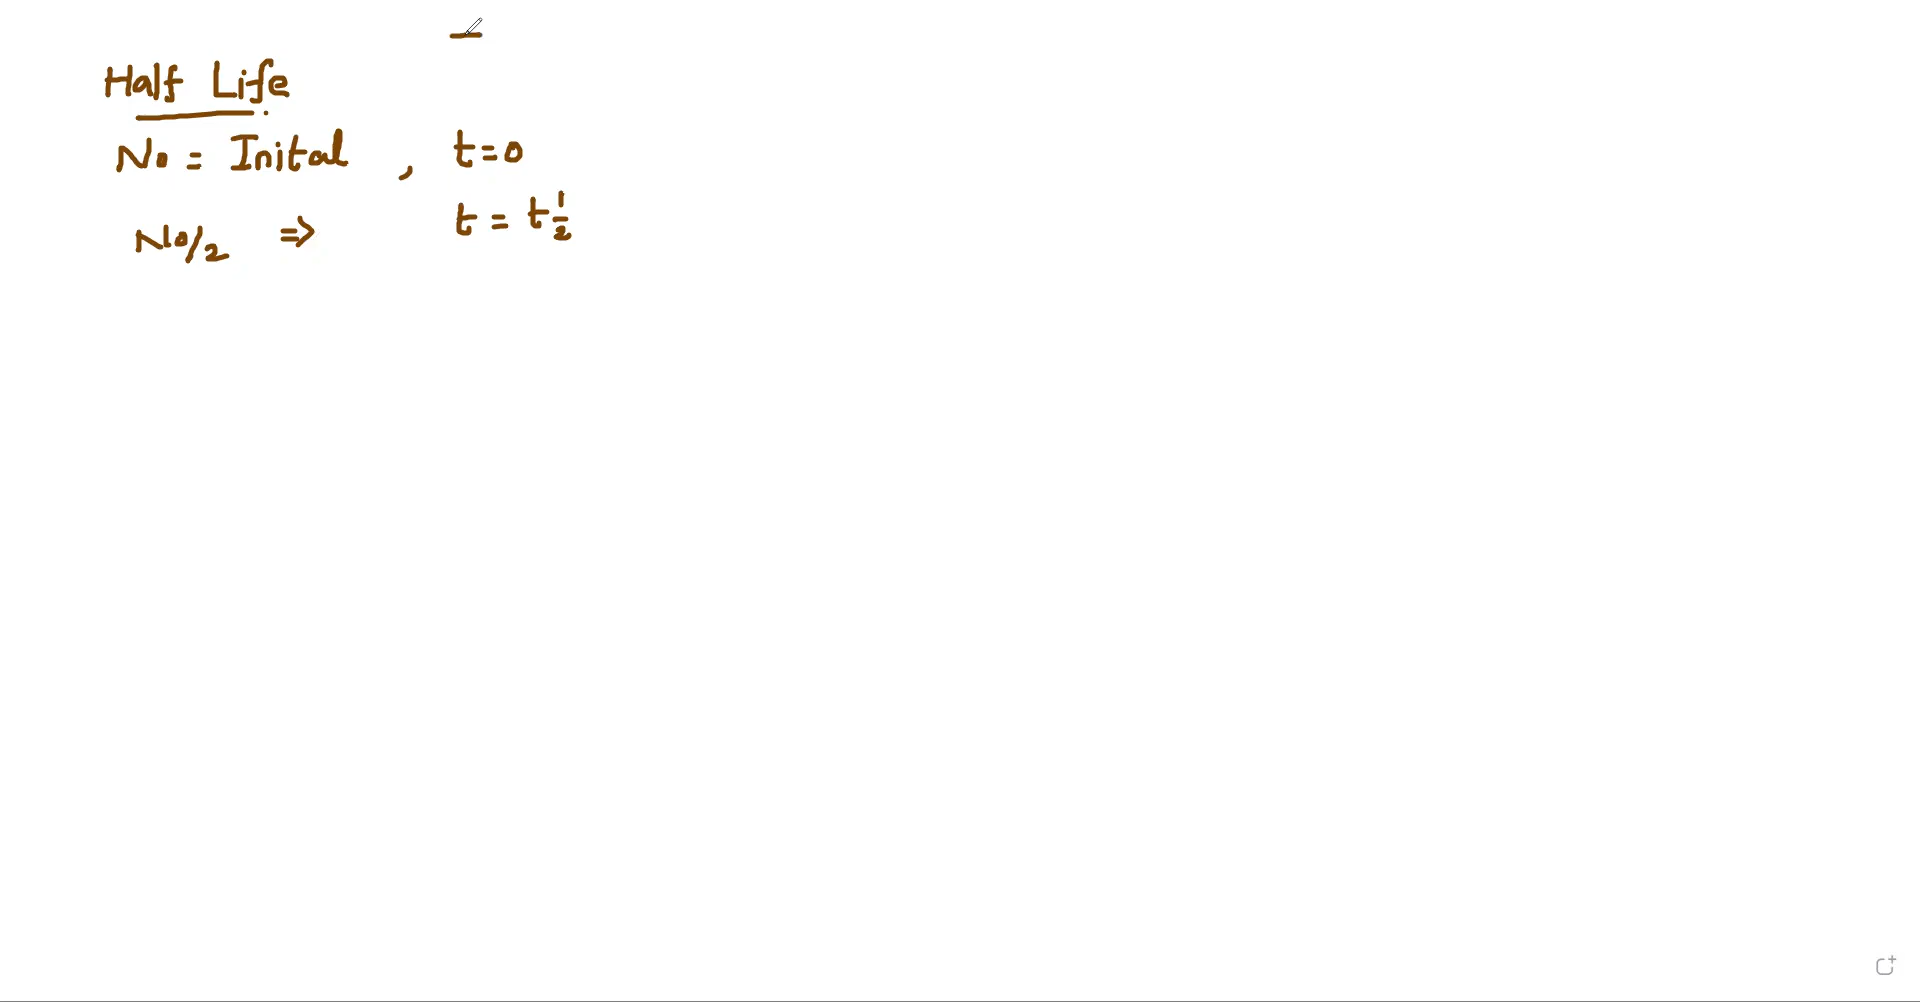 Half Life
No = Inital , t=0
No/2 ⇒ t = t½